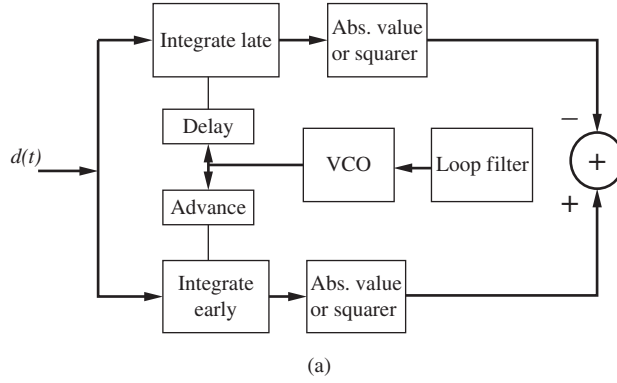 Integrate late
Abs. value
or squarer
−
Delay
d(t)
VCO
Loop filter
+
+
Advance
Integrate
early
Abs. value
or squarer
(a)